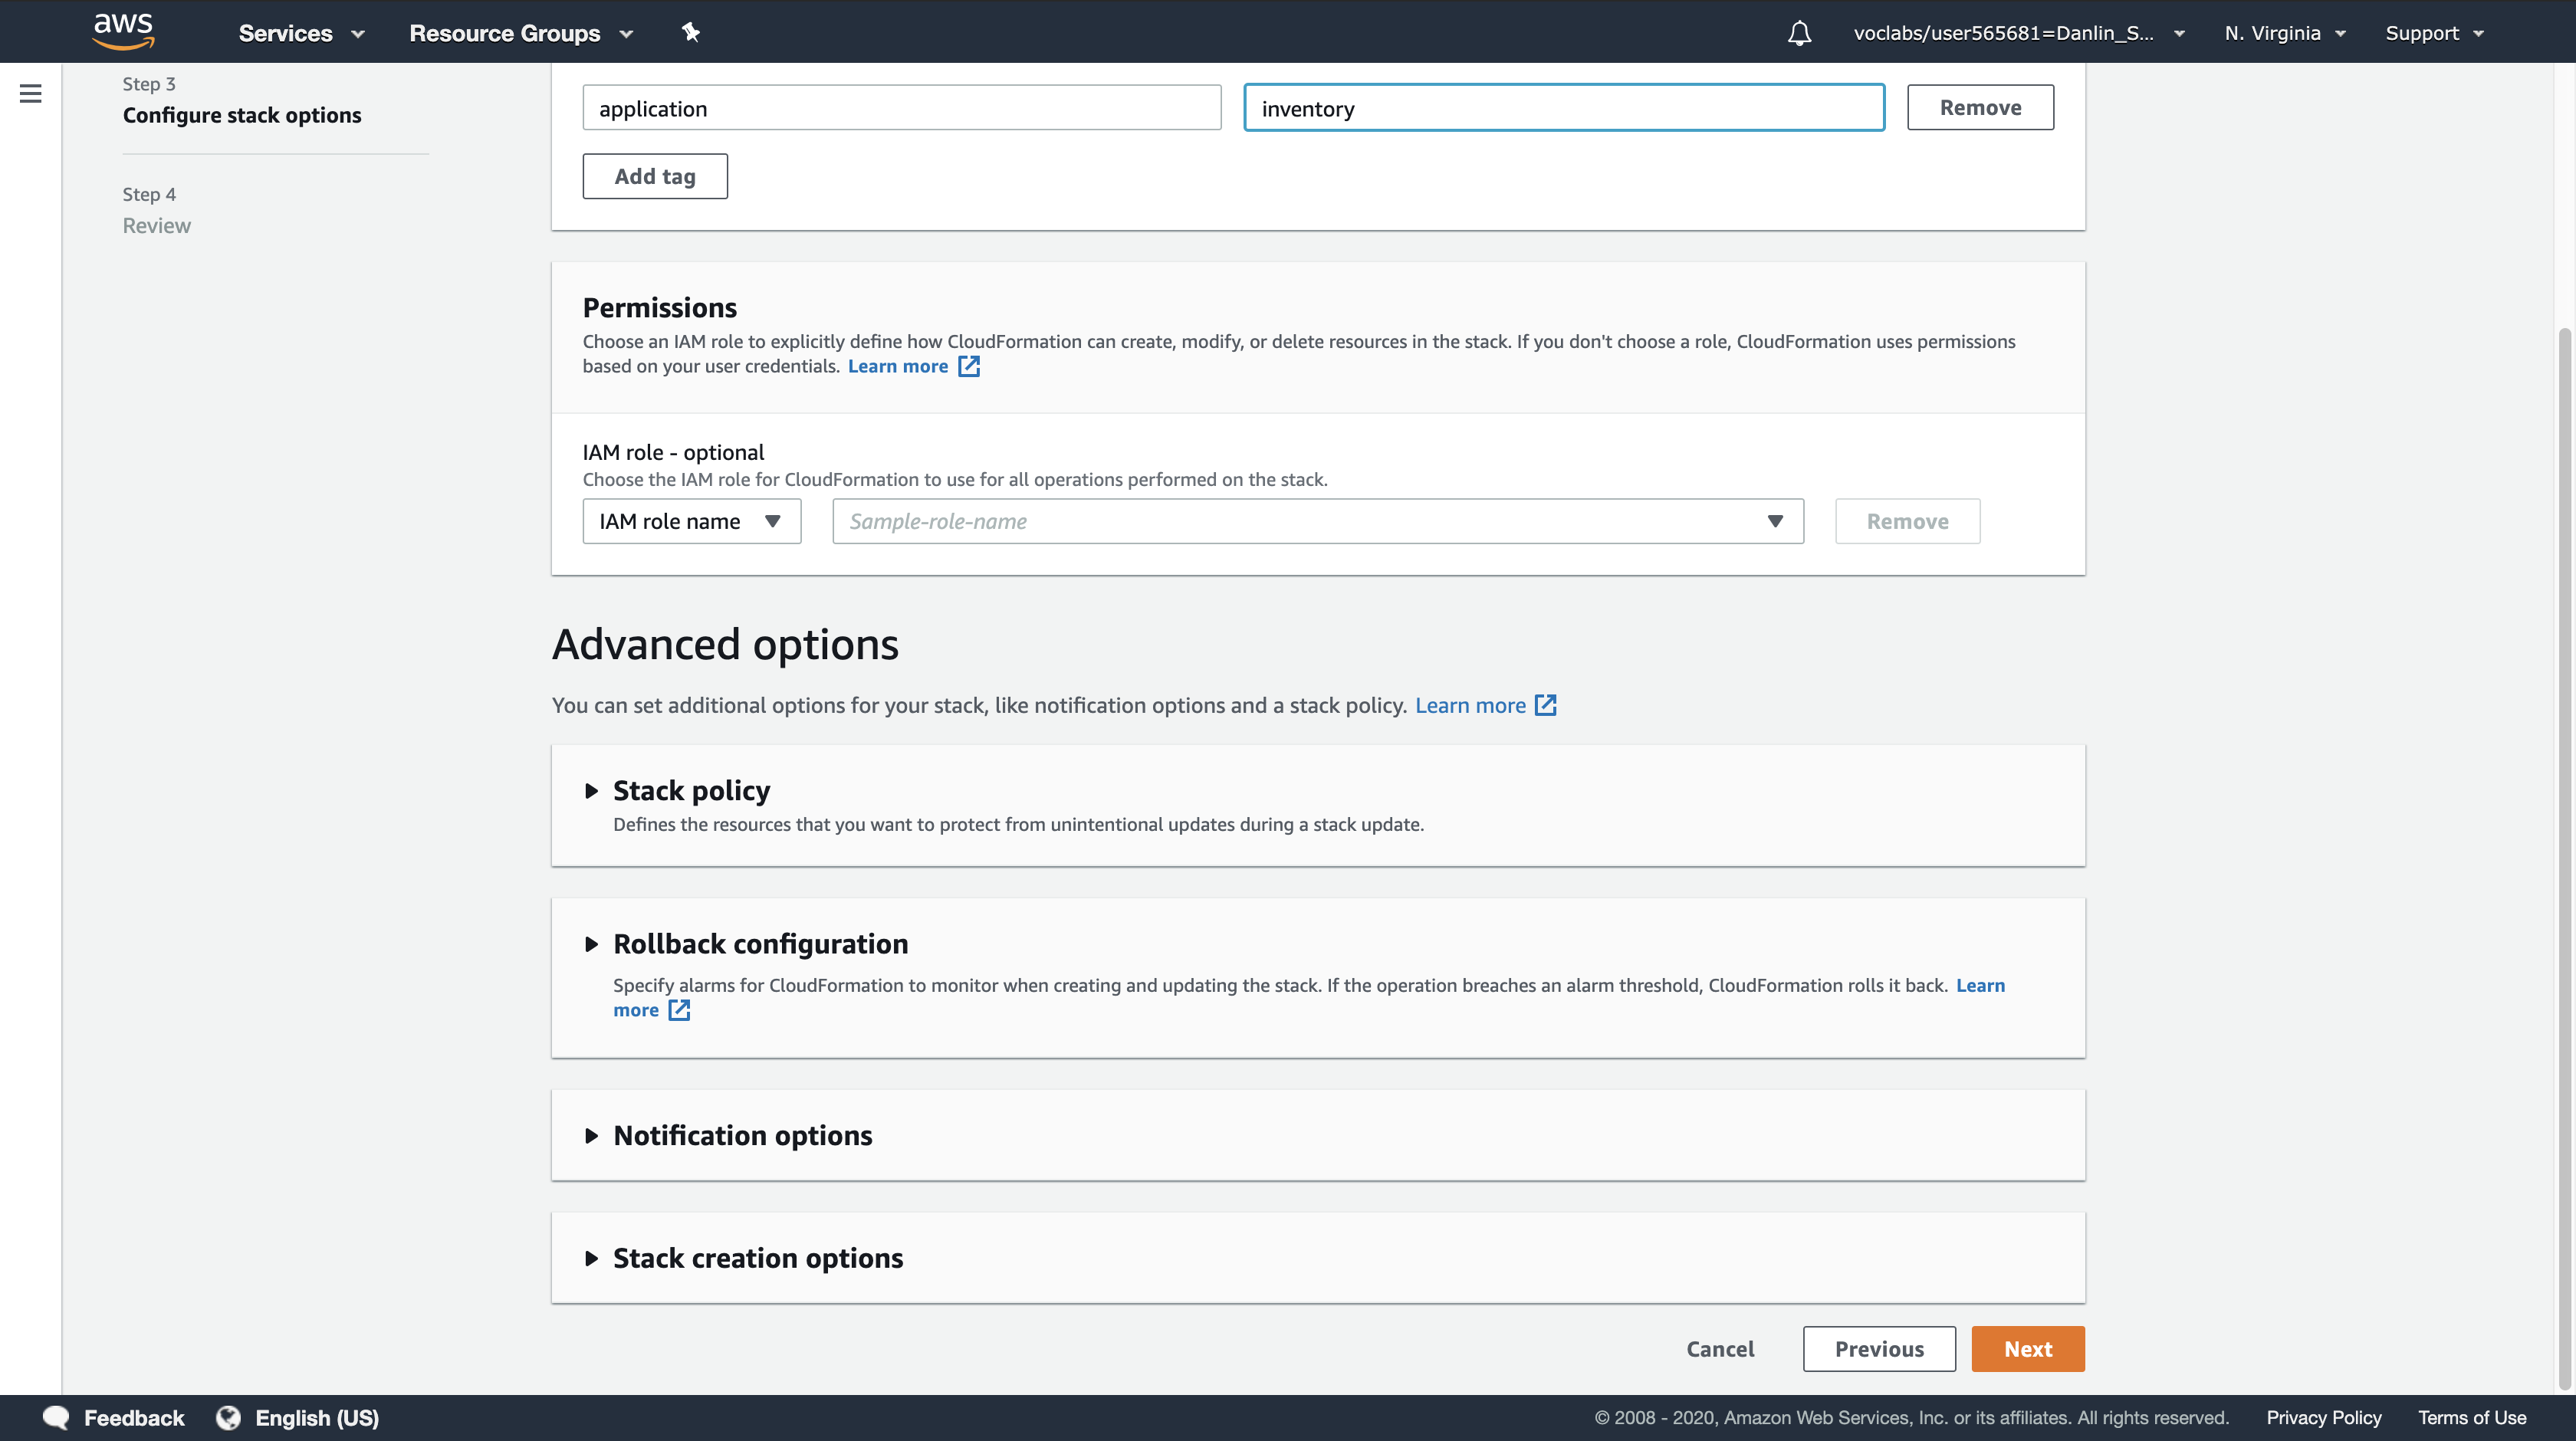 aws
Services
Resource Groups
voclabs/user565681=Danlin_S...
N. Virginia
Support
Step 3
Configure stack options
Step 4
Review
application
inventory
Remove
Add tag
Permissions
Choose an IAM role to explicitly define how CloudFormation can create, modify, or delete resources in the stack. If you don't choose a role, CloudFormation uses permissions
based on your user credentials. Learn more
IAM role - optional
Choose the IAM role for CloudFormation to use for all operations performed on the stack.
IAM role name
Sample-role-name
Remove
Advanced options
You can set additional options for your stack, like notification options and a stack policy. Learn more
Stack policy
Defines the resources that you want to protect from unintentional updates during a stack update.
Rollback configuration
Specify alarms for CloudFormation to monitor when creating and updating the stack. If the operation breaches an alarm threshold, CloudFormation rolls it back. Learn
more
Notification options
Stack creation options
Cancel
Previous
Next
Feedback
English (US)
© 2008 - 2020, Amazon Web Services, Inc. or its affiliates. All rights reserved.
Privacy Policy
Terms of Use